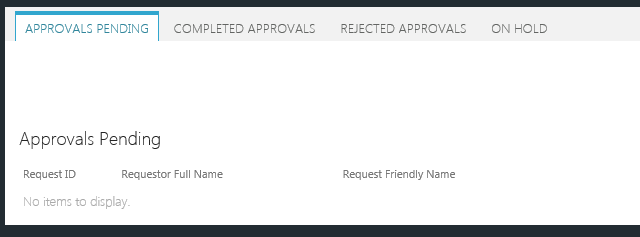 APPROVALS PENDING COMPLETED APPROVALS REJECTED APPROVALS ON HOLD
Approvals Pending
Request ID Requestor Full Name Request Friendly Name
No items to display.